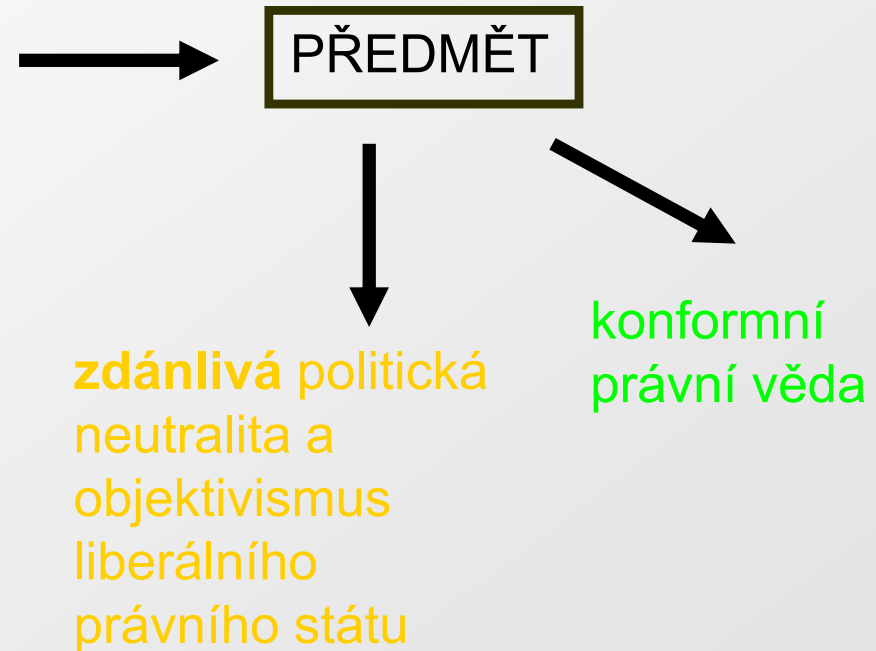 PŘEDMĚT
zdánlivá politická
neutralita a
objektivismus
liberálního
právního státu
konformní
právní věda